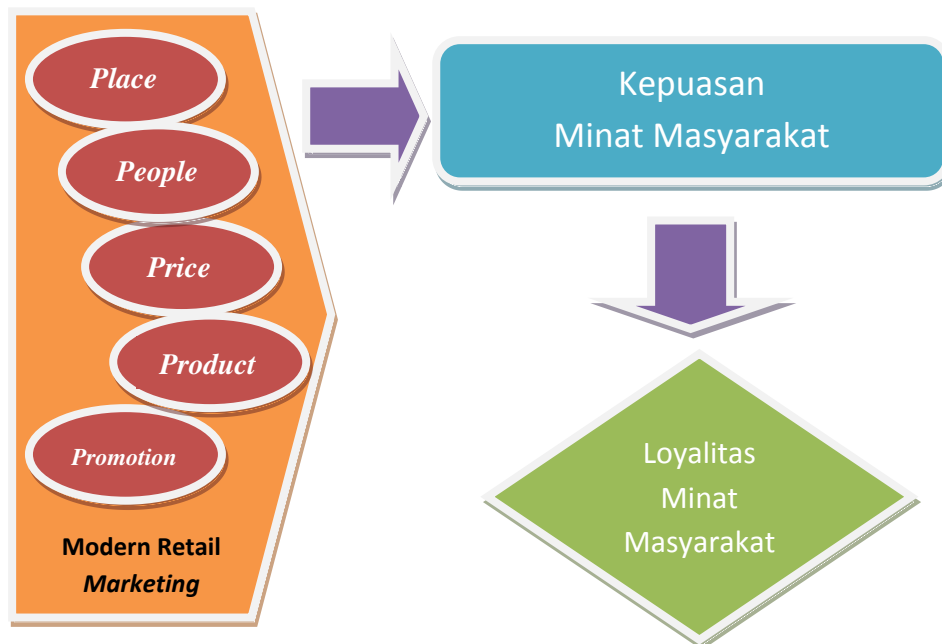 Place
People
Price
Product
Promotion
Modern Retail
Marketing
Kepuasan
Minat Masyarakat
Loyalitas
Minat
Masyarakat